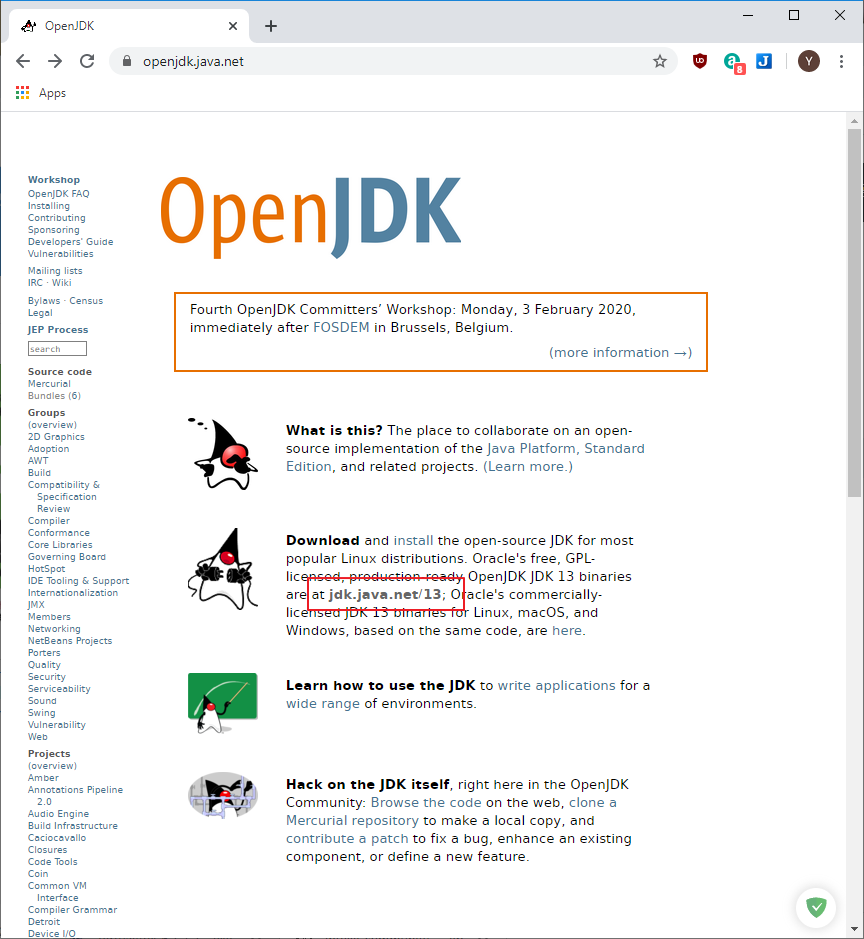 OpenJDK
openjdk.java.net
UO
a
B
J
Y
Apps
Workshop
OpenJDK FAQ
Installing
Contributing
Sponsoring
Developers' Guide
Vulnerabilities
Mailing lists
IRC · Wiki
Bylaws · Census
Legal
JEP Process
search
Source code
Mercurial
Bundles (6)
Groups
(overview)
2D Graphics
Adoption
AWT
Build
Compatibility &
Specification
Review
Compiler
Conformance
Core Libraries
Governing Board
HotSpot
IDE Tooling & Support
Internationalization
JMX
Members
Networking
NetBeans Projects
Porters
Quality
Security
Serviceability
Sound
Swing
Vulnerability
Web
Projects
(overview)
Amber
Annotations Pipeline
2.0
Audio Engine
Build Infrastructure
Caciocavallo
Closures
Code Tools
Coin
Common VM
Interface
Compiler Grammar
Detroit
Device I/O
OpenJDK
Fourth OpenJDK Committers’ Workshop: Monday, 3 February 2020,
immediately after FOSDEM in Brussels, Belgium.
(more information →)
What is this? The place to collaborate on an open-
source implementation of the Java Platform, Standard
Edition, and related projects. (Learn more.)
Download and install the open-source JDK for most
popular Linux distributions. Oracle's free, GPL-
licensed, production-ready OpenJDK JDK 13 binaries
are at jdk.java.net/13; Oracle's commercially-
licensed JDK 13 binaries for Linux, macOS, and
Windows, based on the same code, are here.
Learn how to use the JDK to write applications for a
wide range of environments.
Hack on the JDK itself, right here in the OpenJDK
Community: Browse the code on the web, clone a
Mercurial repository to make a local copy, and
contribute a patch to fix a bug, enhance an existing
component, or define a new feature.